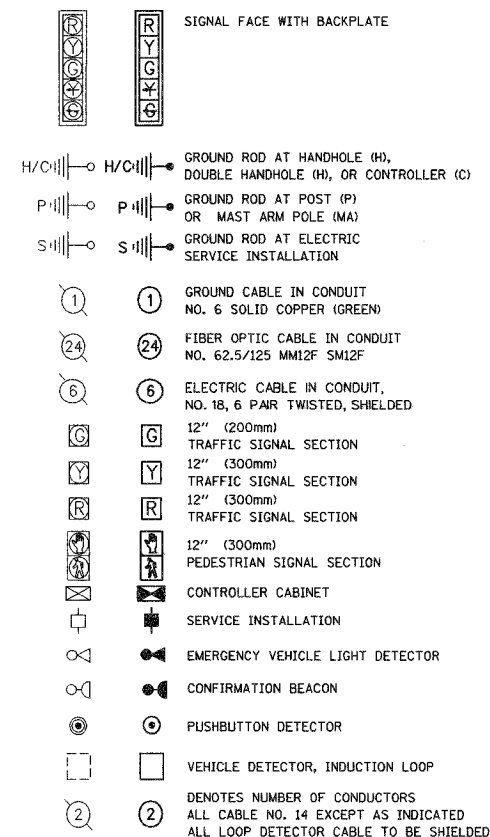 R R SIGNAL FACE WITH BACKPLATE
Y Y
G G
Y Y
G G
H/C H/C GROUND ROD AT HANDHOLE (H),
DOUBLE HANDHOLE (H), OR CONTROLLER (C)
P P GROUND ROD AT POST (P)
OR MAST ARM POLE (MA)
S S GROUND ROD AT ELECTRIC
SERVICE INSTALLATION
1 1 GROUND CABLE IN CONDUIT
NO. 6 SOLID COPPER (GREEN)
24 24 FIBER OPTIC CABLE IN CONDUIT
NO. 62.5/125 MM12F SM12F
6 6 ELECTRIC CABLE IN CONDUIT,
NO. 18, 6 PAIR TWISTED, SHIELDED
G G 12" (200mm)
TRAFFIC SIGNAL SECTION
Y Y 12" (300mm)
TRAFFIC SIGNAL SECTION
R R 12" (300mm)
TRAFFIC SIGNAL SECTION
12" (300mm)
PEDESTRIAN SIGNAL SECTION
CONTROLLER CABINET
SERVICE INSTALLATION
EMERGENCY VEHICLE LIGHT DETECTOR
CONFIRMATION BEACON
PUSHBUTTON DETECTOR
VEHICLE DETECTOR, INDUCTION LOOP
2 2 DENOTES NUMBER OF CONDUCTORS
ALL CABLE NO. 14 EXCEPT AS INDICATED
ALL LOOP DETECTOR CABLE TO BE SHIELDED